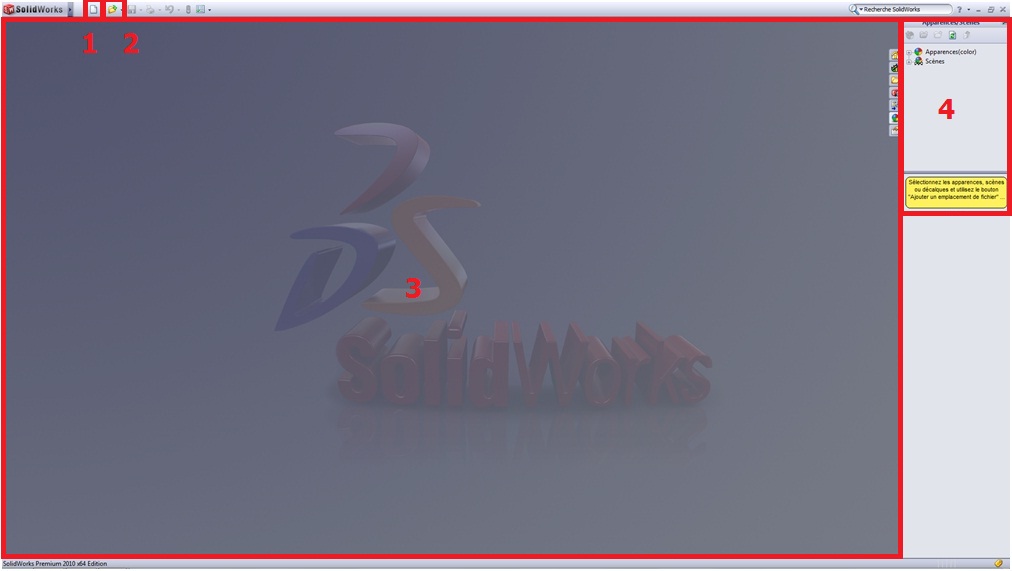 SolidWorks
Recherche SolidWorks
?
1
2
Apparences/Scènes
Apparences(color)
Scènes
4
Sélectionnez les apparences, scènes
ou décalques et utilisez le bouton
"Ajouter un emplacement de fichier" ...
3
DS
SolidWorks
SolidWorks Premium 2010 x64 Edition